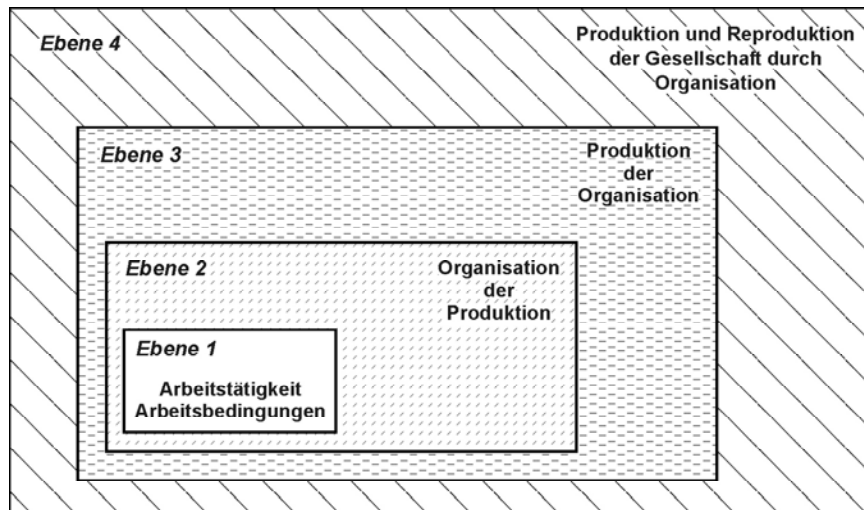 Ebene 4
Produktion und Reproduktion
der Gesellschaft durch
Organisation
Ebene 3
Produktion
der
Organisation
Ebene 2
Organisation
der
Produktion
Ebene 1
Arbeitstätigkeit
Arbeitsbedingungen